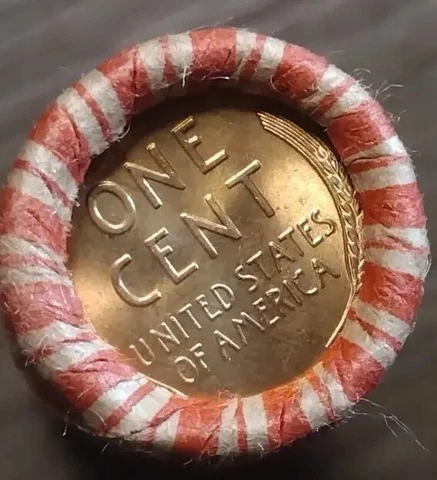 ONE
CENT
UNITED STATES
OF AMERICA